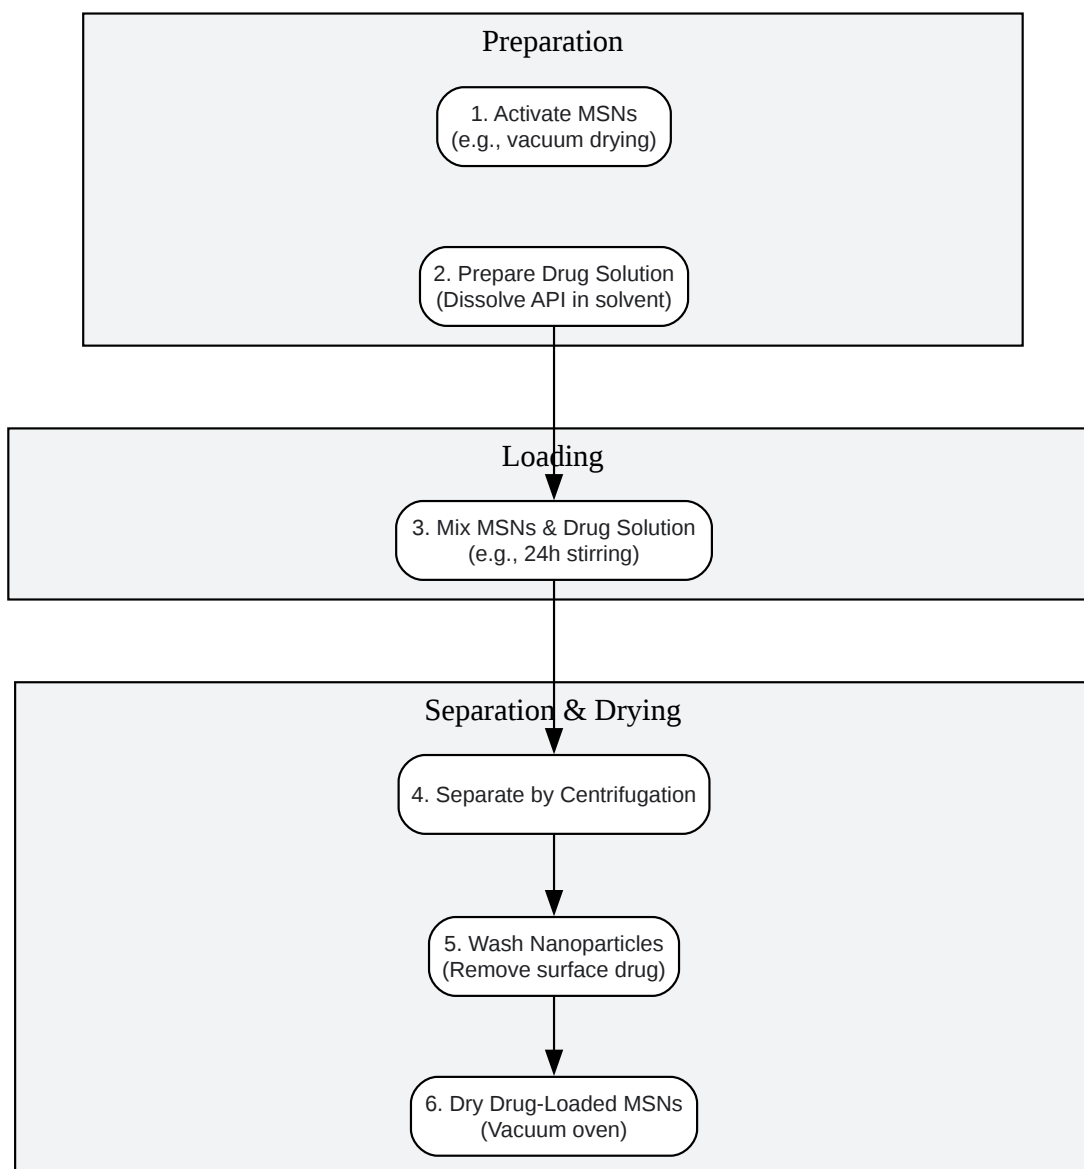 Preparation
1. Activate MSNs
(e.g., vacuum drying)
2. Prepare Drug Solution
(Dissolve API in solvent)
Loading
3. Mix MSNs & Drug Solution
(e.g., 24h stirring)
Separation & Drying
4. Separate by Centrifugation
5. Wash Nanoparticles
(Remove surface drug)
6. Dry Drug-Loaded MSNs
(Vacuum oven)